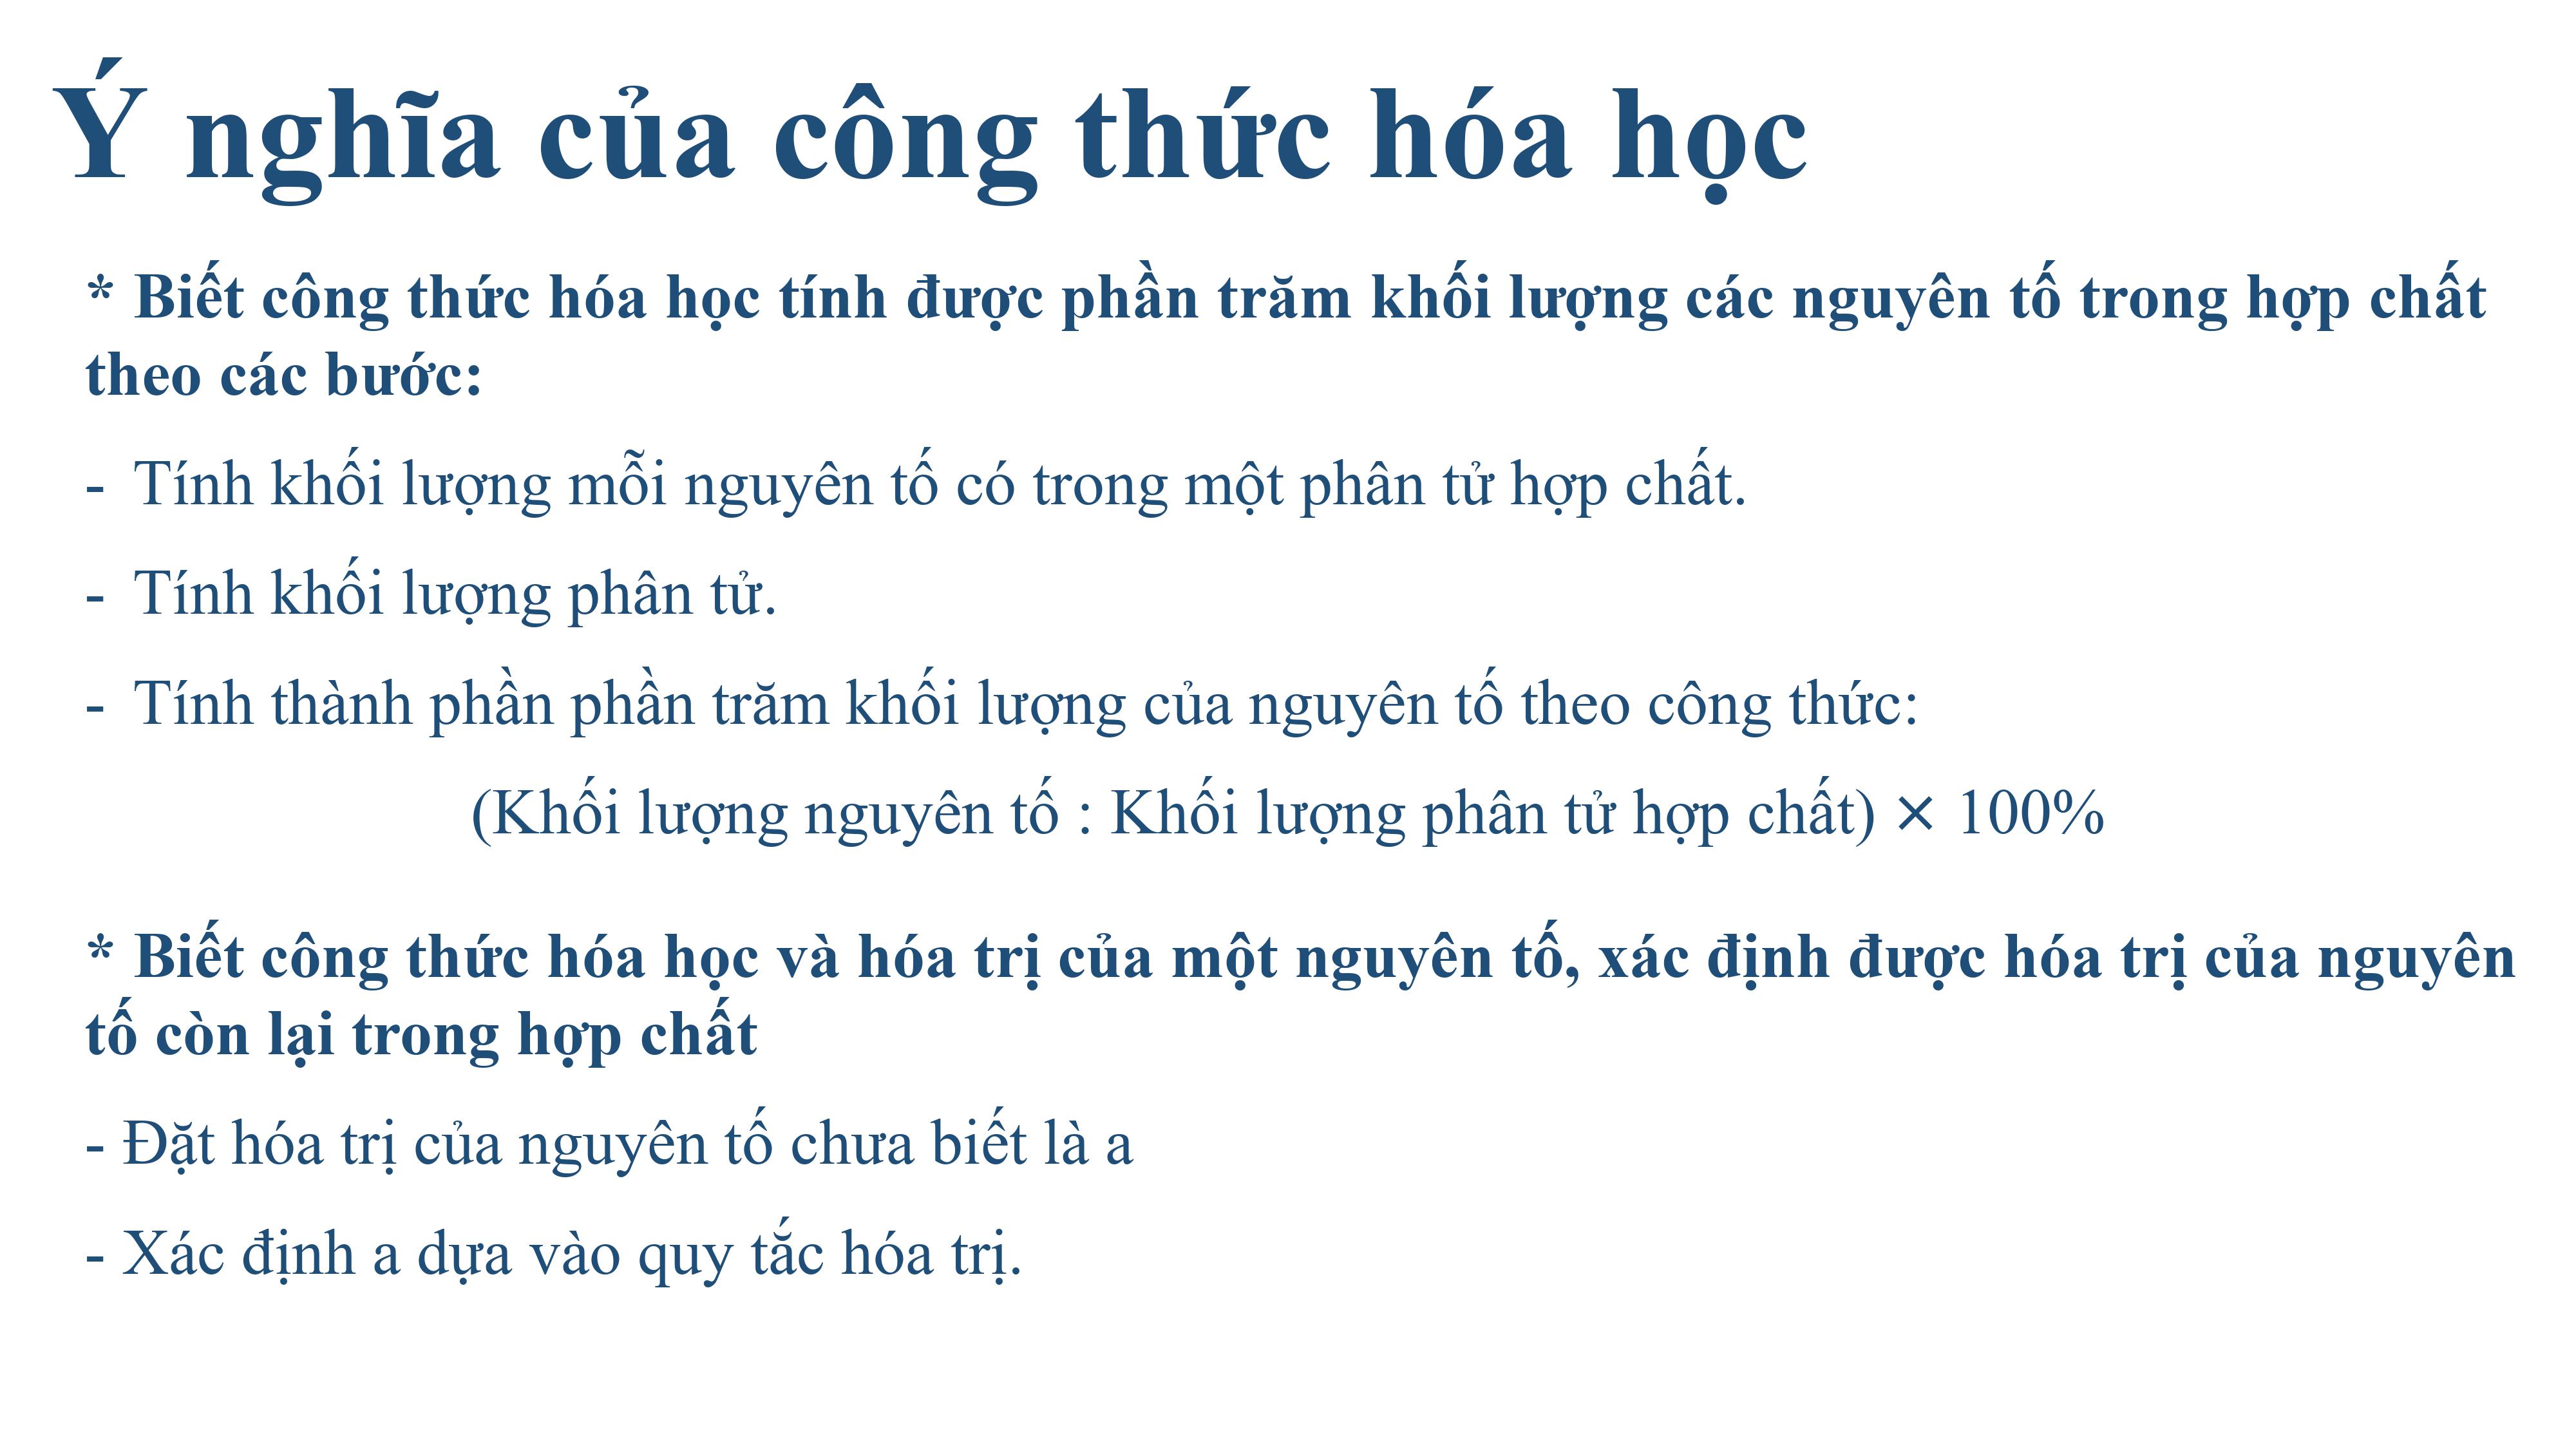 Ý nghĩa của công thức hóa học
* Biết công thức hóa học tính được phần trăm khối lượng các nguyên tố trong hợp chất
theo các bước:
- Tính khối lượng mỗi nguyên tố có trong một phân tử hợp chất.
- Tính khối lượng phân tử.
- Tính thành phần phần trăm khối lượng của nguyên tố theo công thức:
(Khối lượng nguyên tố : Khối lượng phân tử hợp chất) × 100%
* Biết công thức hóa học và hóa trị của một nguyên tố, xác định được hóa trị của nguyên
tố còn lại trong hợp chất
- Đặt hóa trị của nguyên tố chưa biết là a
- Xác định a dựa vào quy tắc hóa trị.